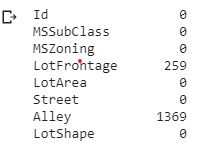 Id 0
MSSubClass 0
MSZoning 0
LotFrontage 259
LotArea 0
Street 0
Alley 1369
LotShape 0